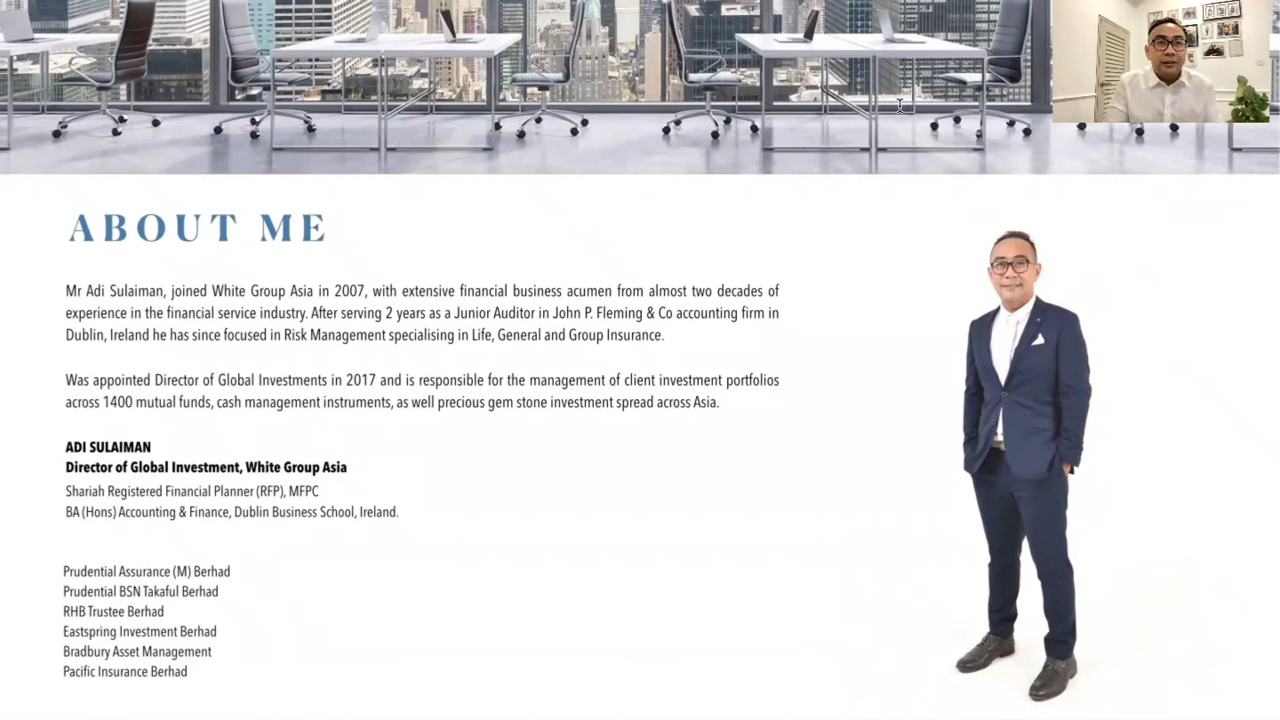 ABOUT ME
Mr Adi Sulaiman, joined White Group Asia in 2007, with extensive financial business acumen from almost two decades of
experience in the financial service industry. After serving 2 years as a Junior Auditor in John P. Fleming & Co accounting firm in
Dublin, Ireland he has since focused in Risk Management specialising in Life, General and Group Insurance.
Was appointed Director of Global Investments in 2017 and is responsible for the management of client investment portfolios
across 1400 mutual funds, cash management instruments, as well precious gem stone investment spread across Asia.
ADI SULAIMAN
Director of Global Investment, White Group Asia
Shariah Registered Financial Planner (RFP), MFPC
BA (Hons) Accounting & Finance, Dublin Business School, Ireland.
Prudential Assurance (M) Berhad
Prudential BSN Takaful Berhad
RHB Trustee Berhad
Eastspring Investment Berhad
Bradbury Asset Management
Pacific Insurance Berhad